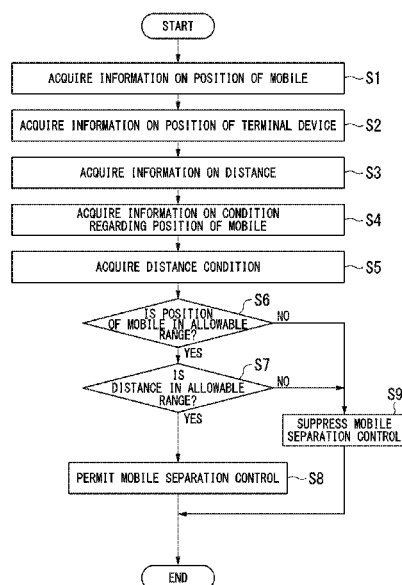 START
ACQUIRE INFORMATION ON POSITION OF MOBILE
S1
ACQUIRE INFORMATION ON POSITION OF TERMINAL DEVICE
S2
ACQUIRE INFORMATION ON DISTANCE
S3
ACQUIRE INFORMATION ON CONDITION
REGARDING POSITION OF MOBILE
S4
ACQUIRE DISTANCE CONDITION
S5
S6
IS POSITION
OF MOBILE IN ALLOWABLE
RANGE?
NO
YES
S7
IS
DISTANCE IN ALLOWABLE
RANGE?
NO
YES
S9
SUPPRESS MOBILE
SEPARATION CONTROL
PERMIT MOBILE SEPARATION CONTROL
S8
END